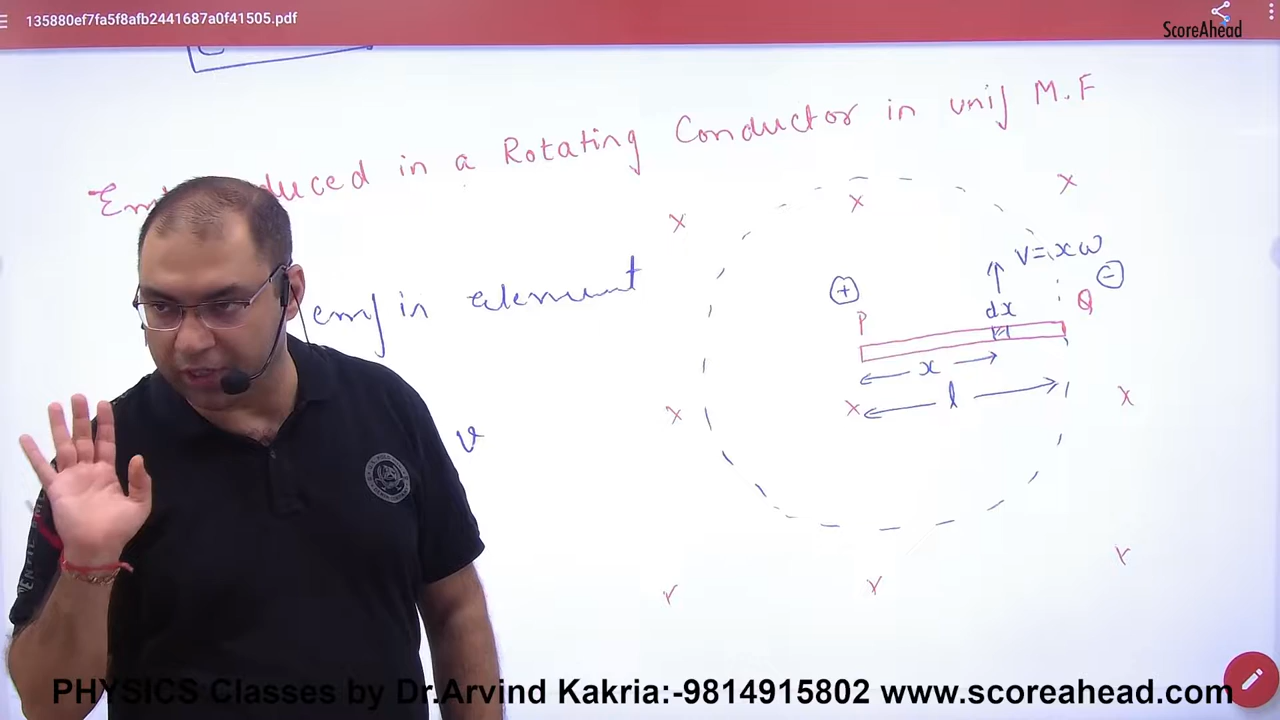 135880ef7fa5f8afb2441687a0f41505.pdf
ScoreAhead
in a Rotating Conductor in unif M.F
emf in element
v
x x x
V=xω
+ −
P dx Q
x
x x l x
x x x
PHYSICS Classes by Dr.Arvind Kakria:-9814915802 www.scoreahead.com